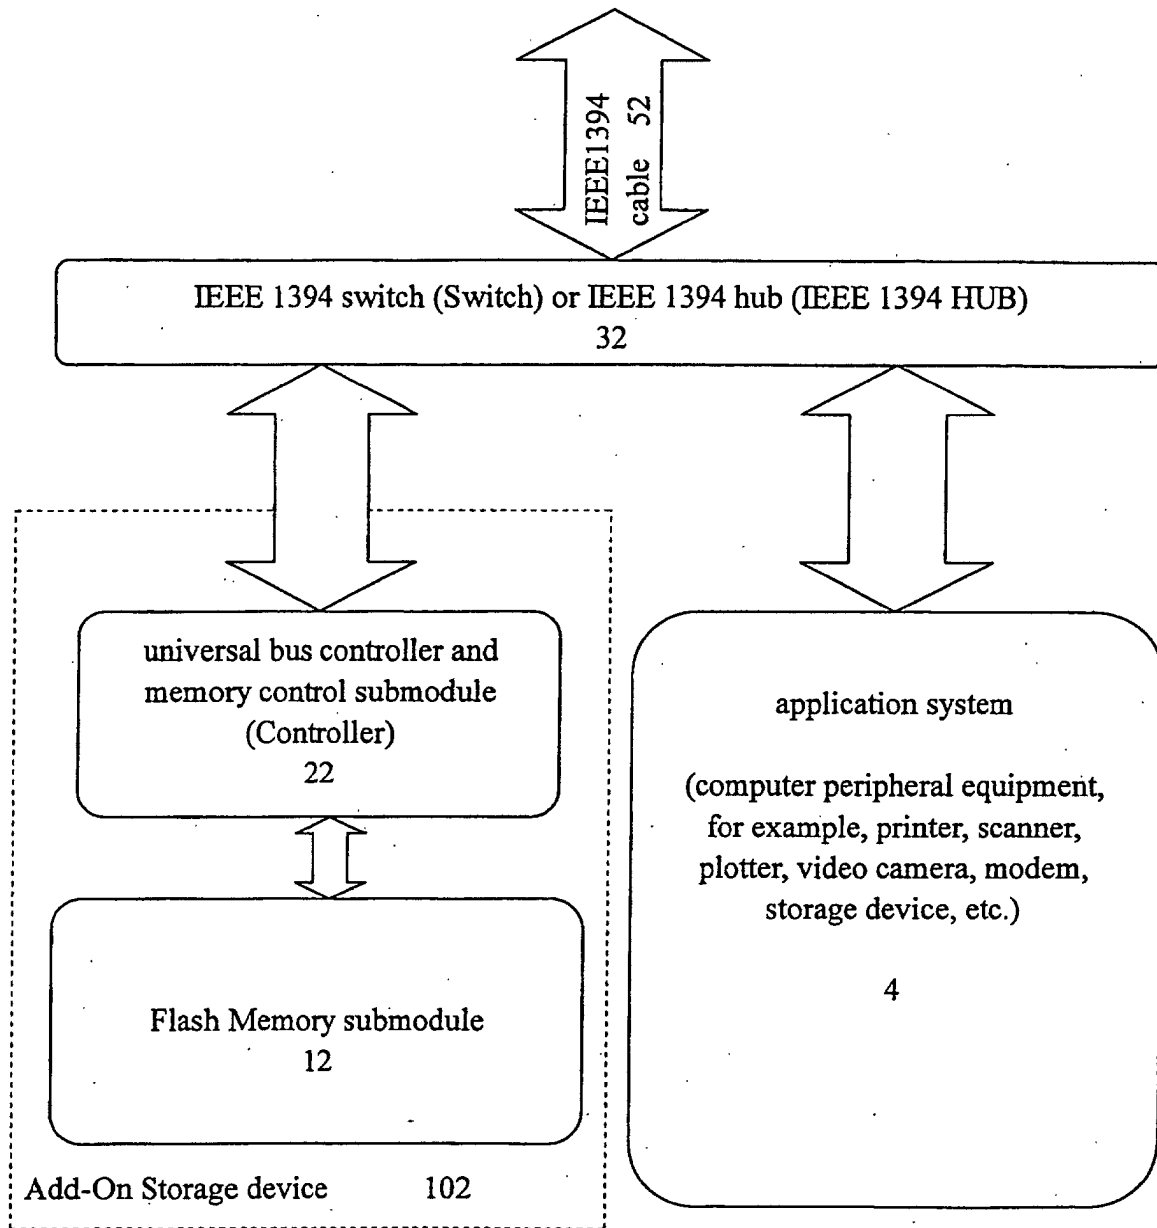 IEEE1394
cable 52
IEEE 1394 switch (Switch) or IEEE 1394 hub (IEEE 1394 HUB)
32
universal bus controller and
memory control submodule
(Controller)
22
Flash Memory submodule
12
Add-On Storage device 102
application system
(computer peripheral equipment,
for example, printer, scanner,
plotter, video camera, modem,
storage device, etc.)
4